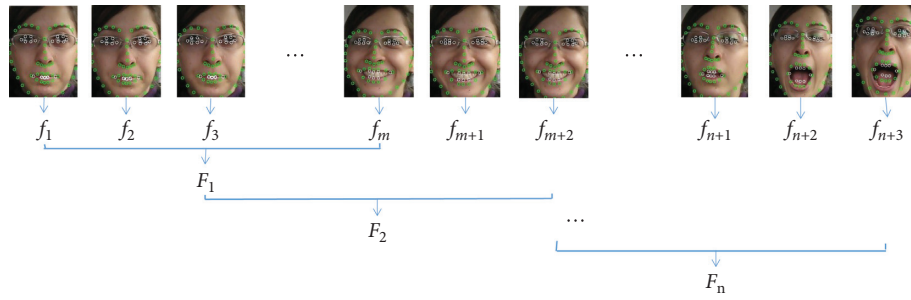 … …
f₁ f₂ f₃ fₘ fₘ₊₁ fₘ₊₂ fₙ₊₁ fₙ₊₂ fₙ₊₃
F₁
F₂
…
Fₙ